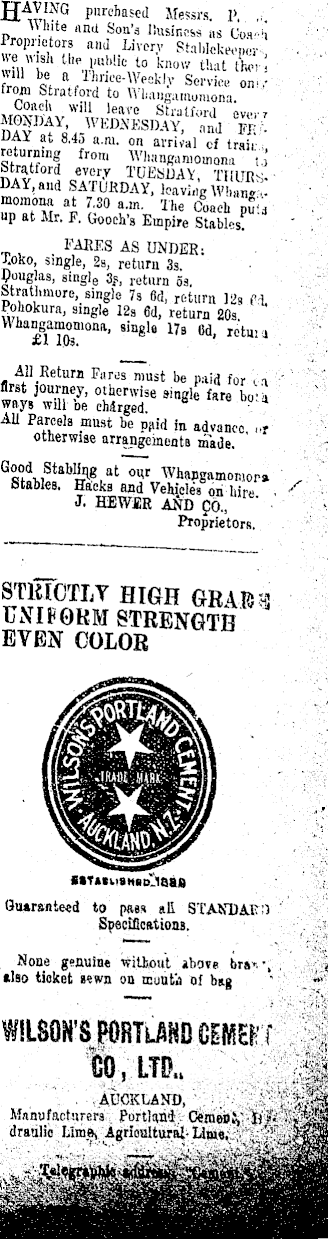 HAVING purchased Messrs. P.
White and Son's Business as Coach
Proprietors and Livery Stablekeepers,
we wish the public to know that there
will be a Thrice-Weekly Service
from Stratford to Whangamomona.
Coach will leave Stratford every
MONDAY, WEDNESDAY, and FRI-
DAY at 8.45 a.m. on arrival of train,
returning from Whangamomona to
Stratford every TUESDAY, THURS-
DAY, and SATURDAY, leaving Whanga-
momona at 7.30 a.m. The Coach puts
up at Mr. F. Gooch's Empire Stables.
FARES AS UNDER:
Toko, single, 2s, return 3s.
Douglas, single 3s, return 5s.
Strathmore, single 7s 6d, return 12s 6d.
Pohokura, single 12s 6d, return 20s.
Whangamomona, single 17s 6d, return
£1 10s.
All Return Fares must be paid for on
first journey, otherwise single fare both
ways will be charged.
All Parcels must be paid in advance, or
otherwise arrangements made.
Good Stabling at our Whangamomona
Stables. Hacks and Vehicles on hire.
J. HEWER AND CO.,
Proprietors.
STRICTLY HIGH GRADE
UNIFORM STRENGTH
EVEN COLOR
WILSON'S PORTLAND CEMENT
TRADE MARK
AUCKLAND, N.Z.
ESTABLISHED
Guaranteed to pass all STANDARD
Specifications.
None genuine without above brand,
also ticket sewn on mouth of bag
WILSON'S PORTLAND CEMENT
CO, LTD.,
AUCKLAND,
Manufacturers Portland Cement, Hy-
draulic Lime, Agricultural Lime.
Telegraphic address,